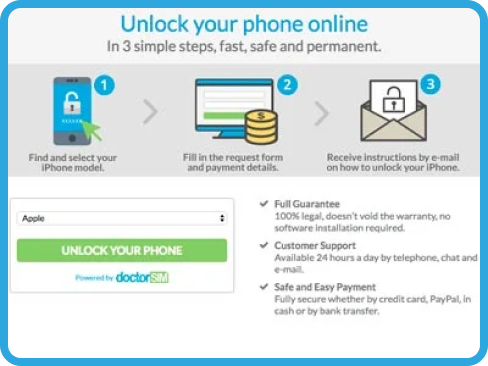 Unlock your phone online
In 3 simple steps, fast, safe and permanent.
1
2
3
Find and select your
iPhone model.
Fill in the request form
and payment details.
Receive instructions by e-mail
on how to unlock your iPhone.
Apple
UNLOCK YOUR PHONE
Powered by doctorSIM
Full Guarantee
100% legal, doesn't void the warranty, no
software installation required.
Customer Support
Available 24 hours a day by telephone, chat and
e-mail.
Safe and Easy Payment
Fully secure whether by credit card, PayPal, in
cash or by bank transfer.